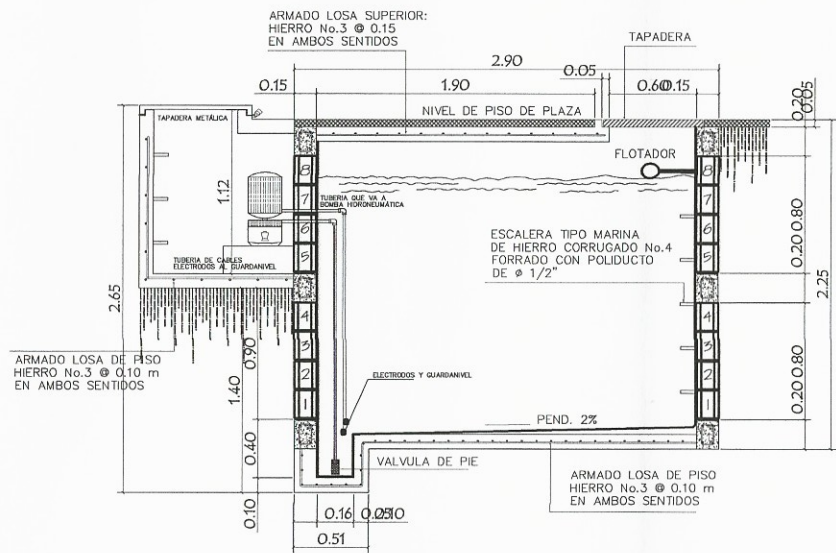 ARMADO LOSA SUPERIOR:
HIERRO No.3 @ 0.15
EN AMBOS SENTIDOS
TAPADERA
2.90
0.05
0.15
1.90
0.60
0.15
0.20
0.05
NIVEL DE PISO DE PLAZA
TAPADERA METÁLICA
FLOTADOR
1.12
8
7
6
5
4
3
2
1
8
7
6
5
4
3
2
1
TUBERIA QUE VA A
BOMBA HIDRONEUMÁTICA
ESCALERA TIPO MARINA
DE HIERRO CORRUGADO No.4
FORRADO CON POLIDUCTO
DE ø 1/2"
TUBERIA DE CABLES
ELECTRODOS AL GUARDANIVEL
0.80
0.20
2.65
2.25
ARMADO LOSA DE PISO
HIERRO No.3 @ 0.10 m
EN AMBOS SENTIDOS
0.90
1.40
0.80
0.20
ELECTRODOS Y GUARDANIVEL
PEND. 2%
0.40
VALVULA DE PIE
ARMADO LOSA DE PISO
HIERRO No.3 @ 0.10 m
EN AMBOS SENTIDOS
0.10
0.16
0.05
0.10
0.51